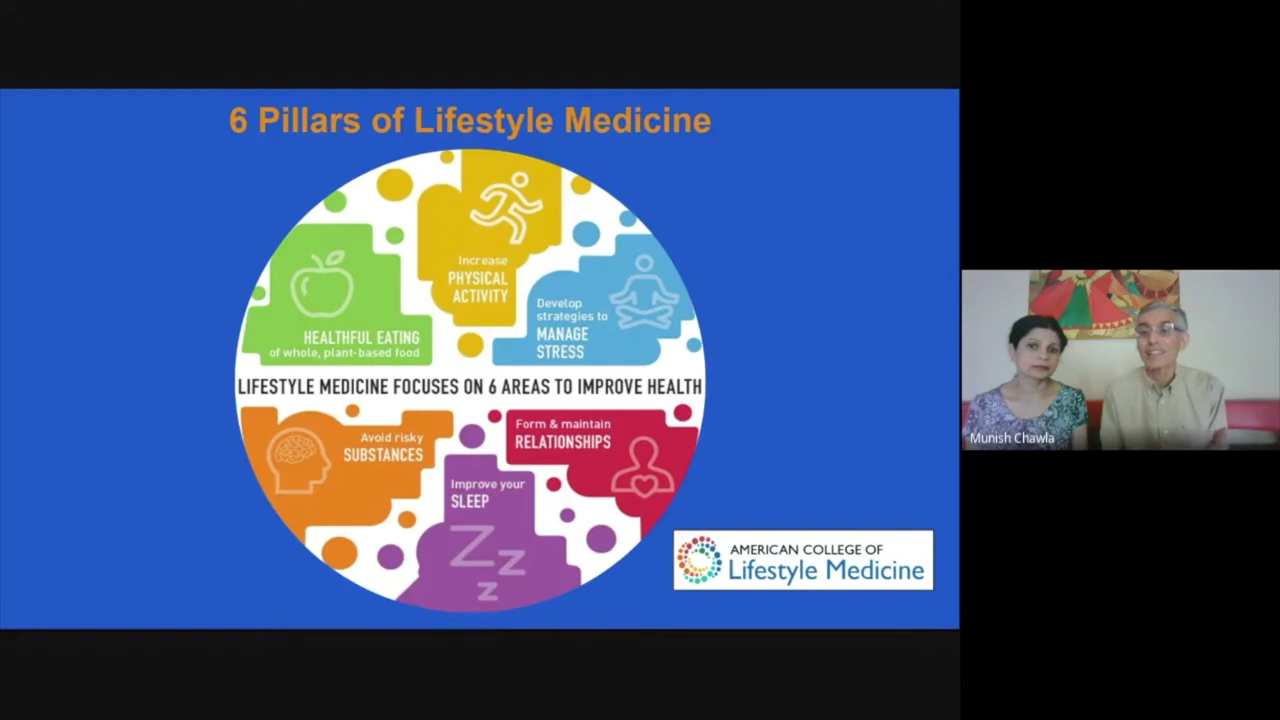 6 Pillars of Lifestyle Medicine
Increase
PHYSICAL
ACTIVITY
HEALTHFUL EATING
of whole, plant-based food
Develop
strategies to
MANAGE
STRESS
LIFESTYLE MEDICINE FOCUSES ON 6 AREAS TO IMPROVE HEALTH
Avoid risky
SUBSTANCES
Form & maintain
RELATIONSHIPS
Improve your
SLEEP
Z
Z
Z
AMERICAN COLLEGE OF
Lifestyle Medicine
Munish Chawla